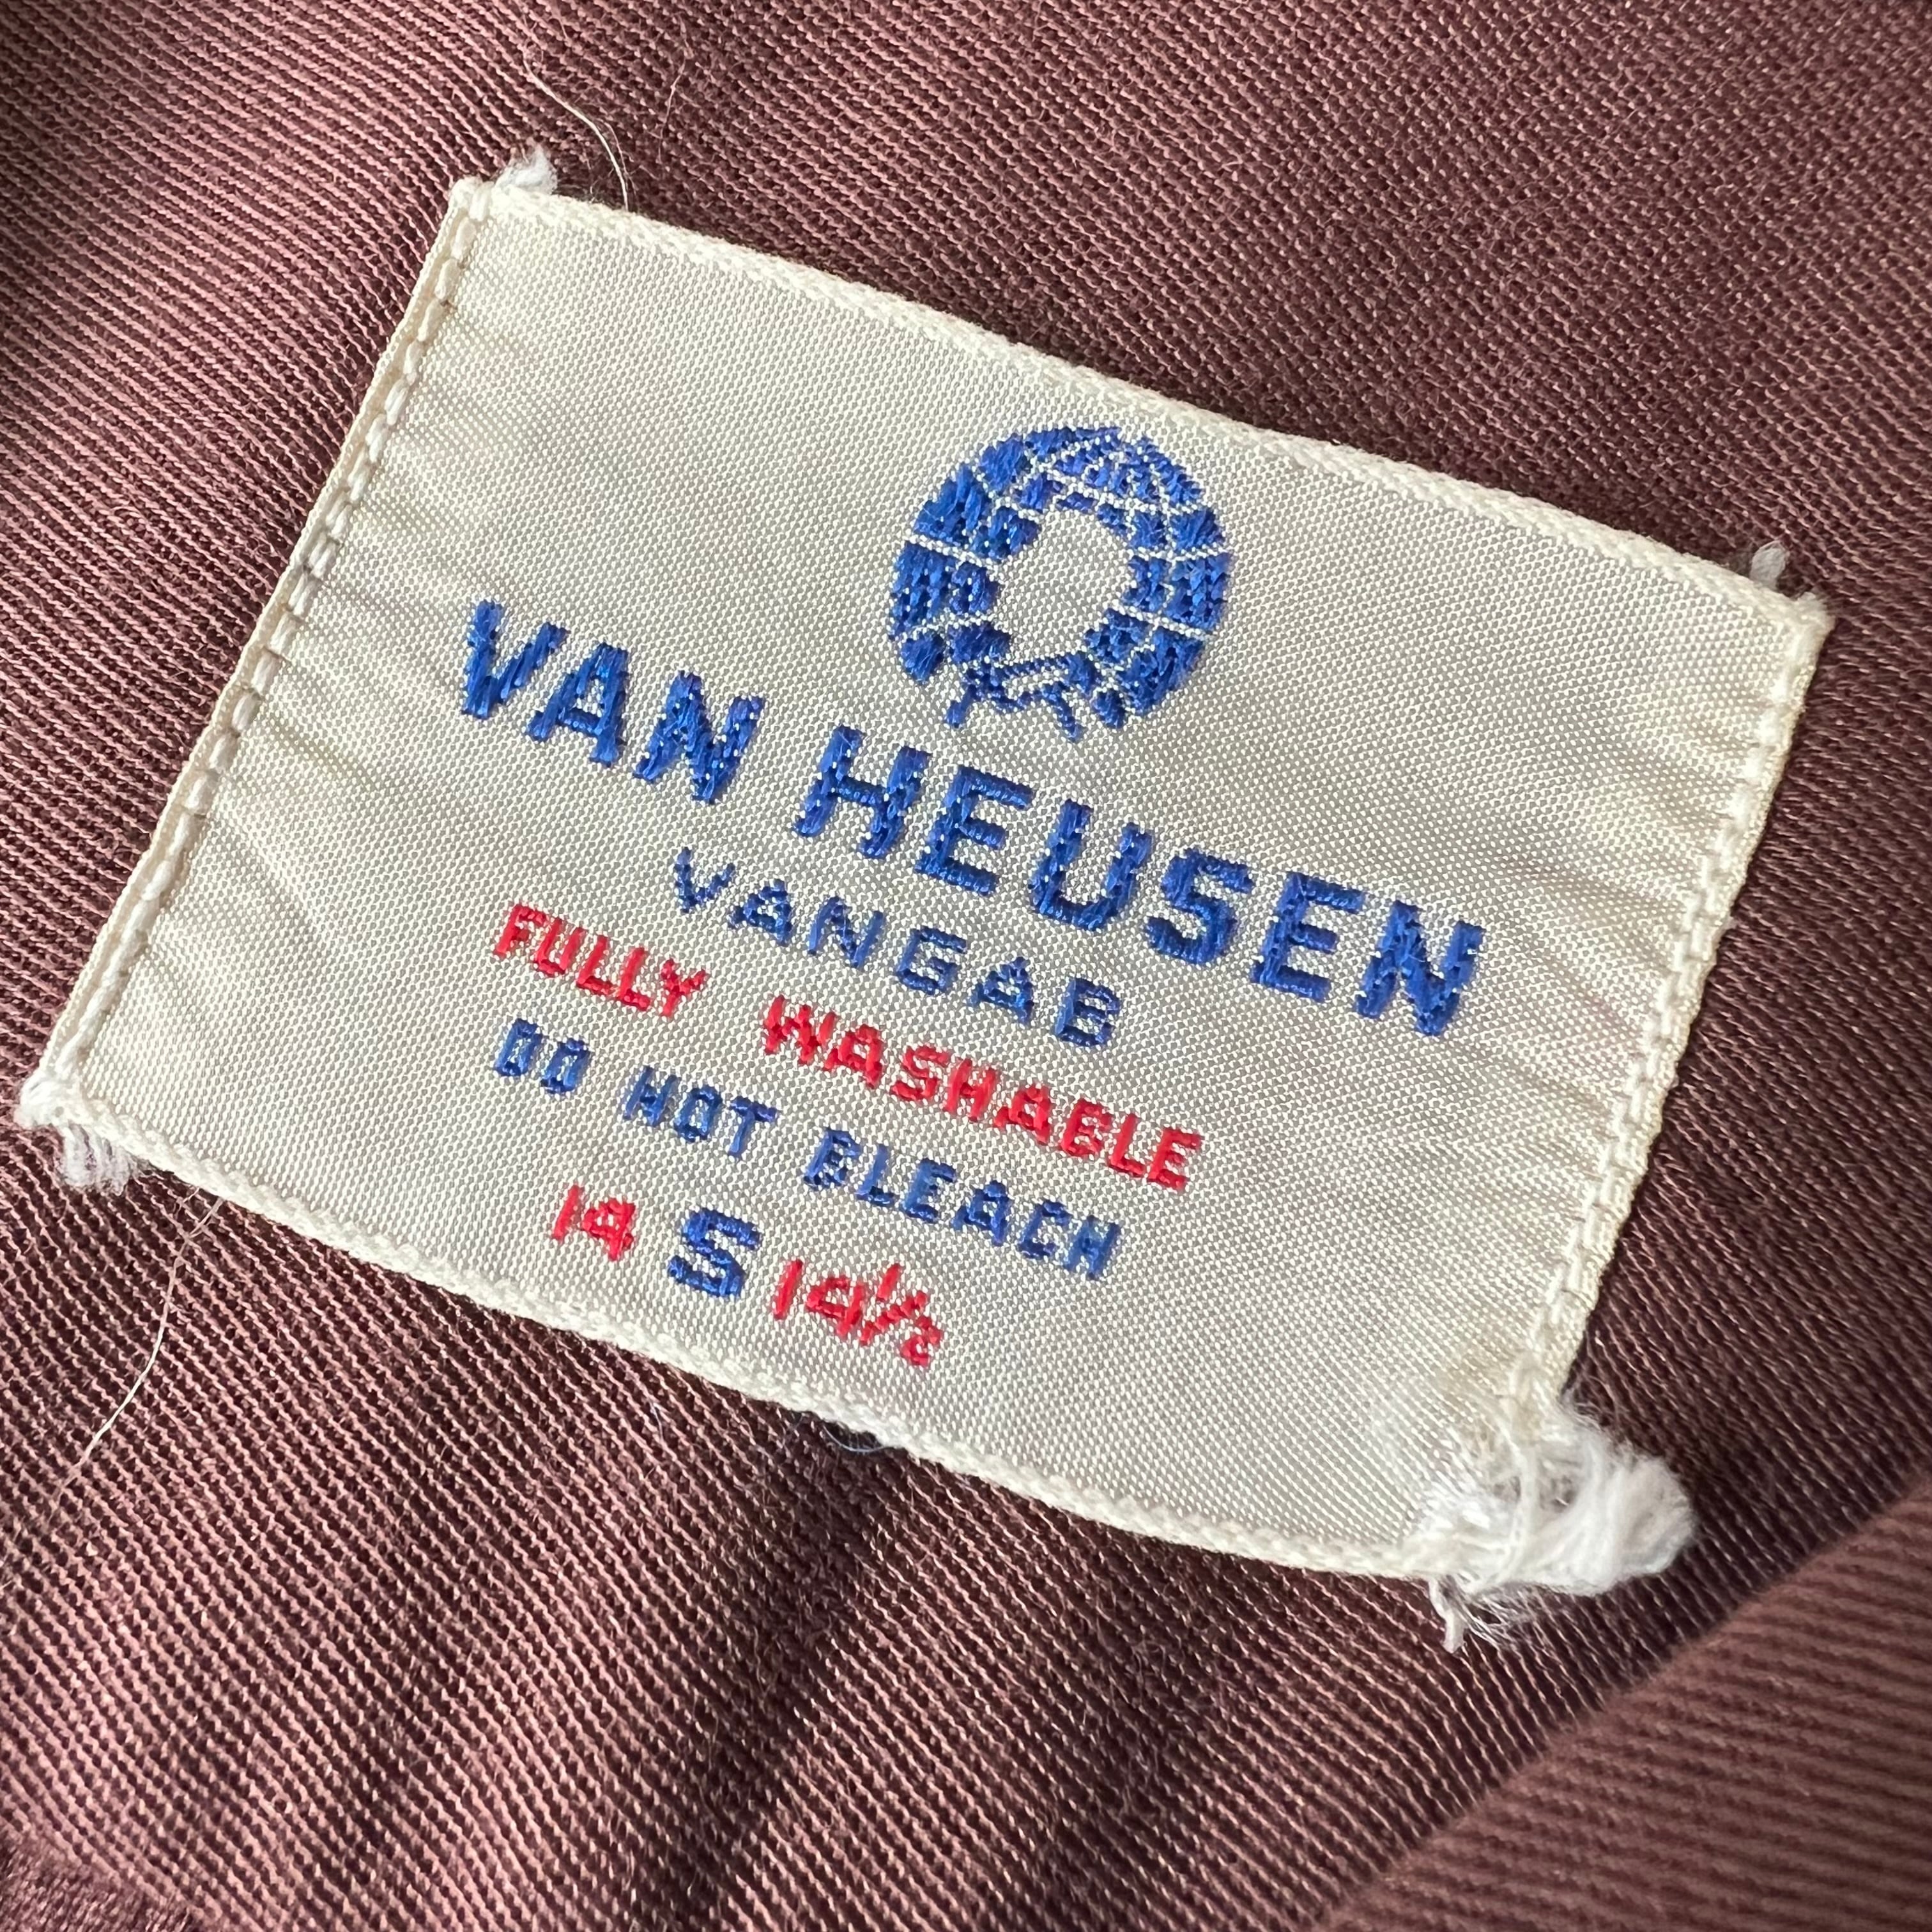 VAN HEUSEN
VANGAB
FULLY WASHABLE
DO NOT BLEACH
14 S 14½